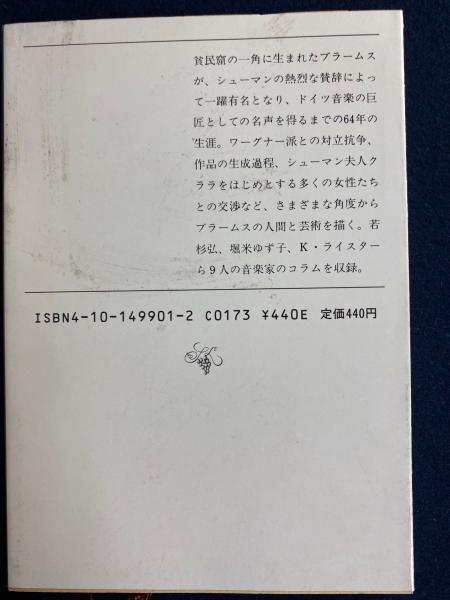 貧民窟の一角に生まれたブラームス
が、シューマンの熱烈な賛辞によっ
て一躍有名となり、ドイツ音楽の巨
匠としての名声を得るまでの64年の
生涯。ワーグナー派との対立抗争、
作品の生成過程、シューマン夫人ク
ララをはじめとする多くの女性たち
との交渉など、さまざまな角度から
ブラームスの人間と芸術を描く。若
杉弘、堀米ゆず子、K・ライスター
ら9人の音楽家のコラムを収録。
ISBN4-10-149901-2 C0173 ¥440E 定価440円